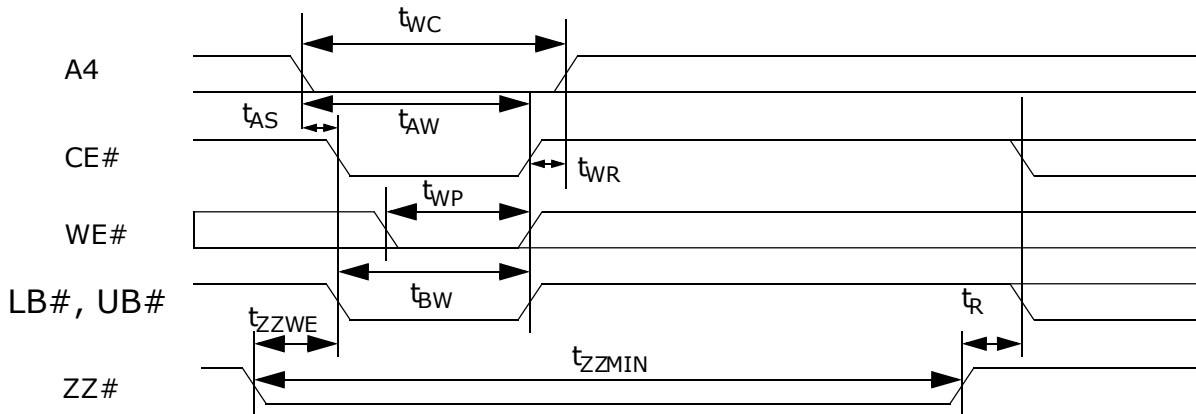 tWC
A4
tAS
tAW
CE#
tWR
tWP
WE#
LB#, UB#
tBW
tR
tZZWE
tZZMIN
ZZ#